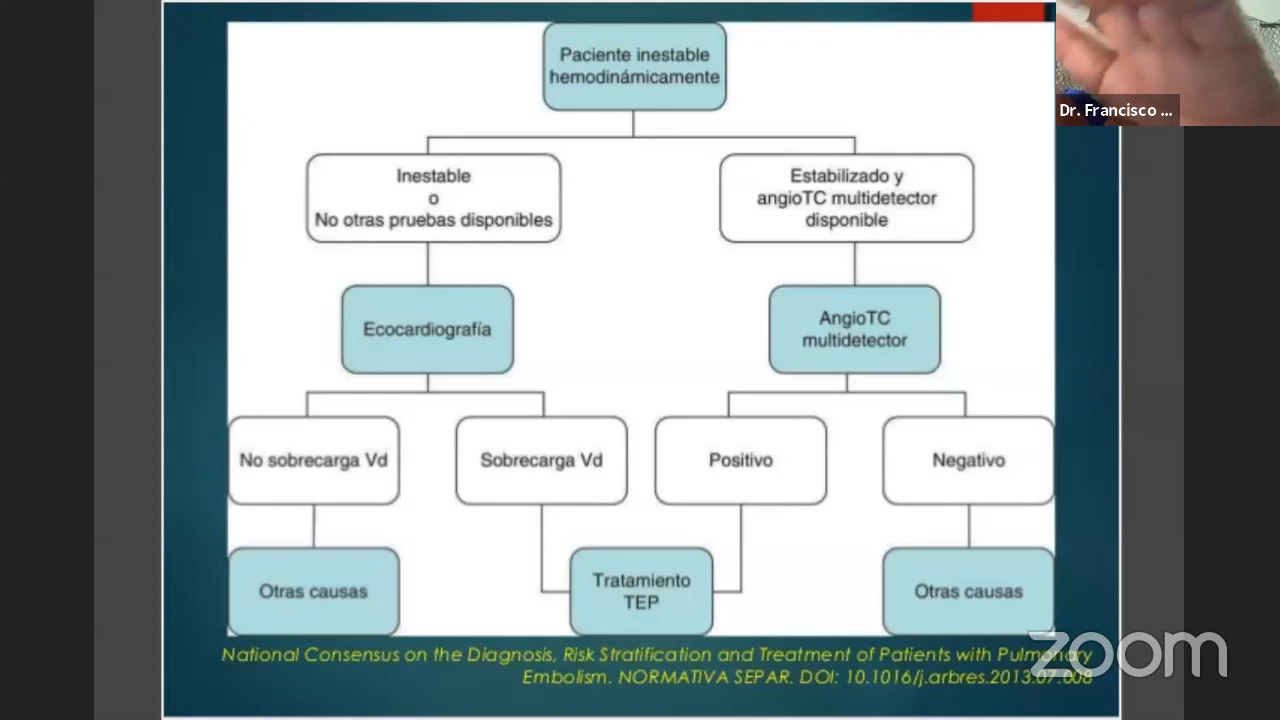 Paciente inestable
hemodinámicamente
Dr. Francisco ...
Inestable
o
No otras pruebas disponibles
Estabilizado y
angioTC multidetector
disponible
Ecocardiografía
AngioTC
multidetector
No sobrecarga Vd
Sobrecarga Vd
Positivo
Negativo
Otras causas
Tratamiento
TEP
Otras causas
National Consensus on the Diagnosis, Risk Stratification and Treatment of Patients with Pulmonary
Embolism. NORMATIVA SEPAR. DOI: 10.1016/j.arbres.2013.07.008
zoom